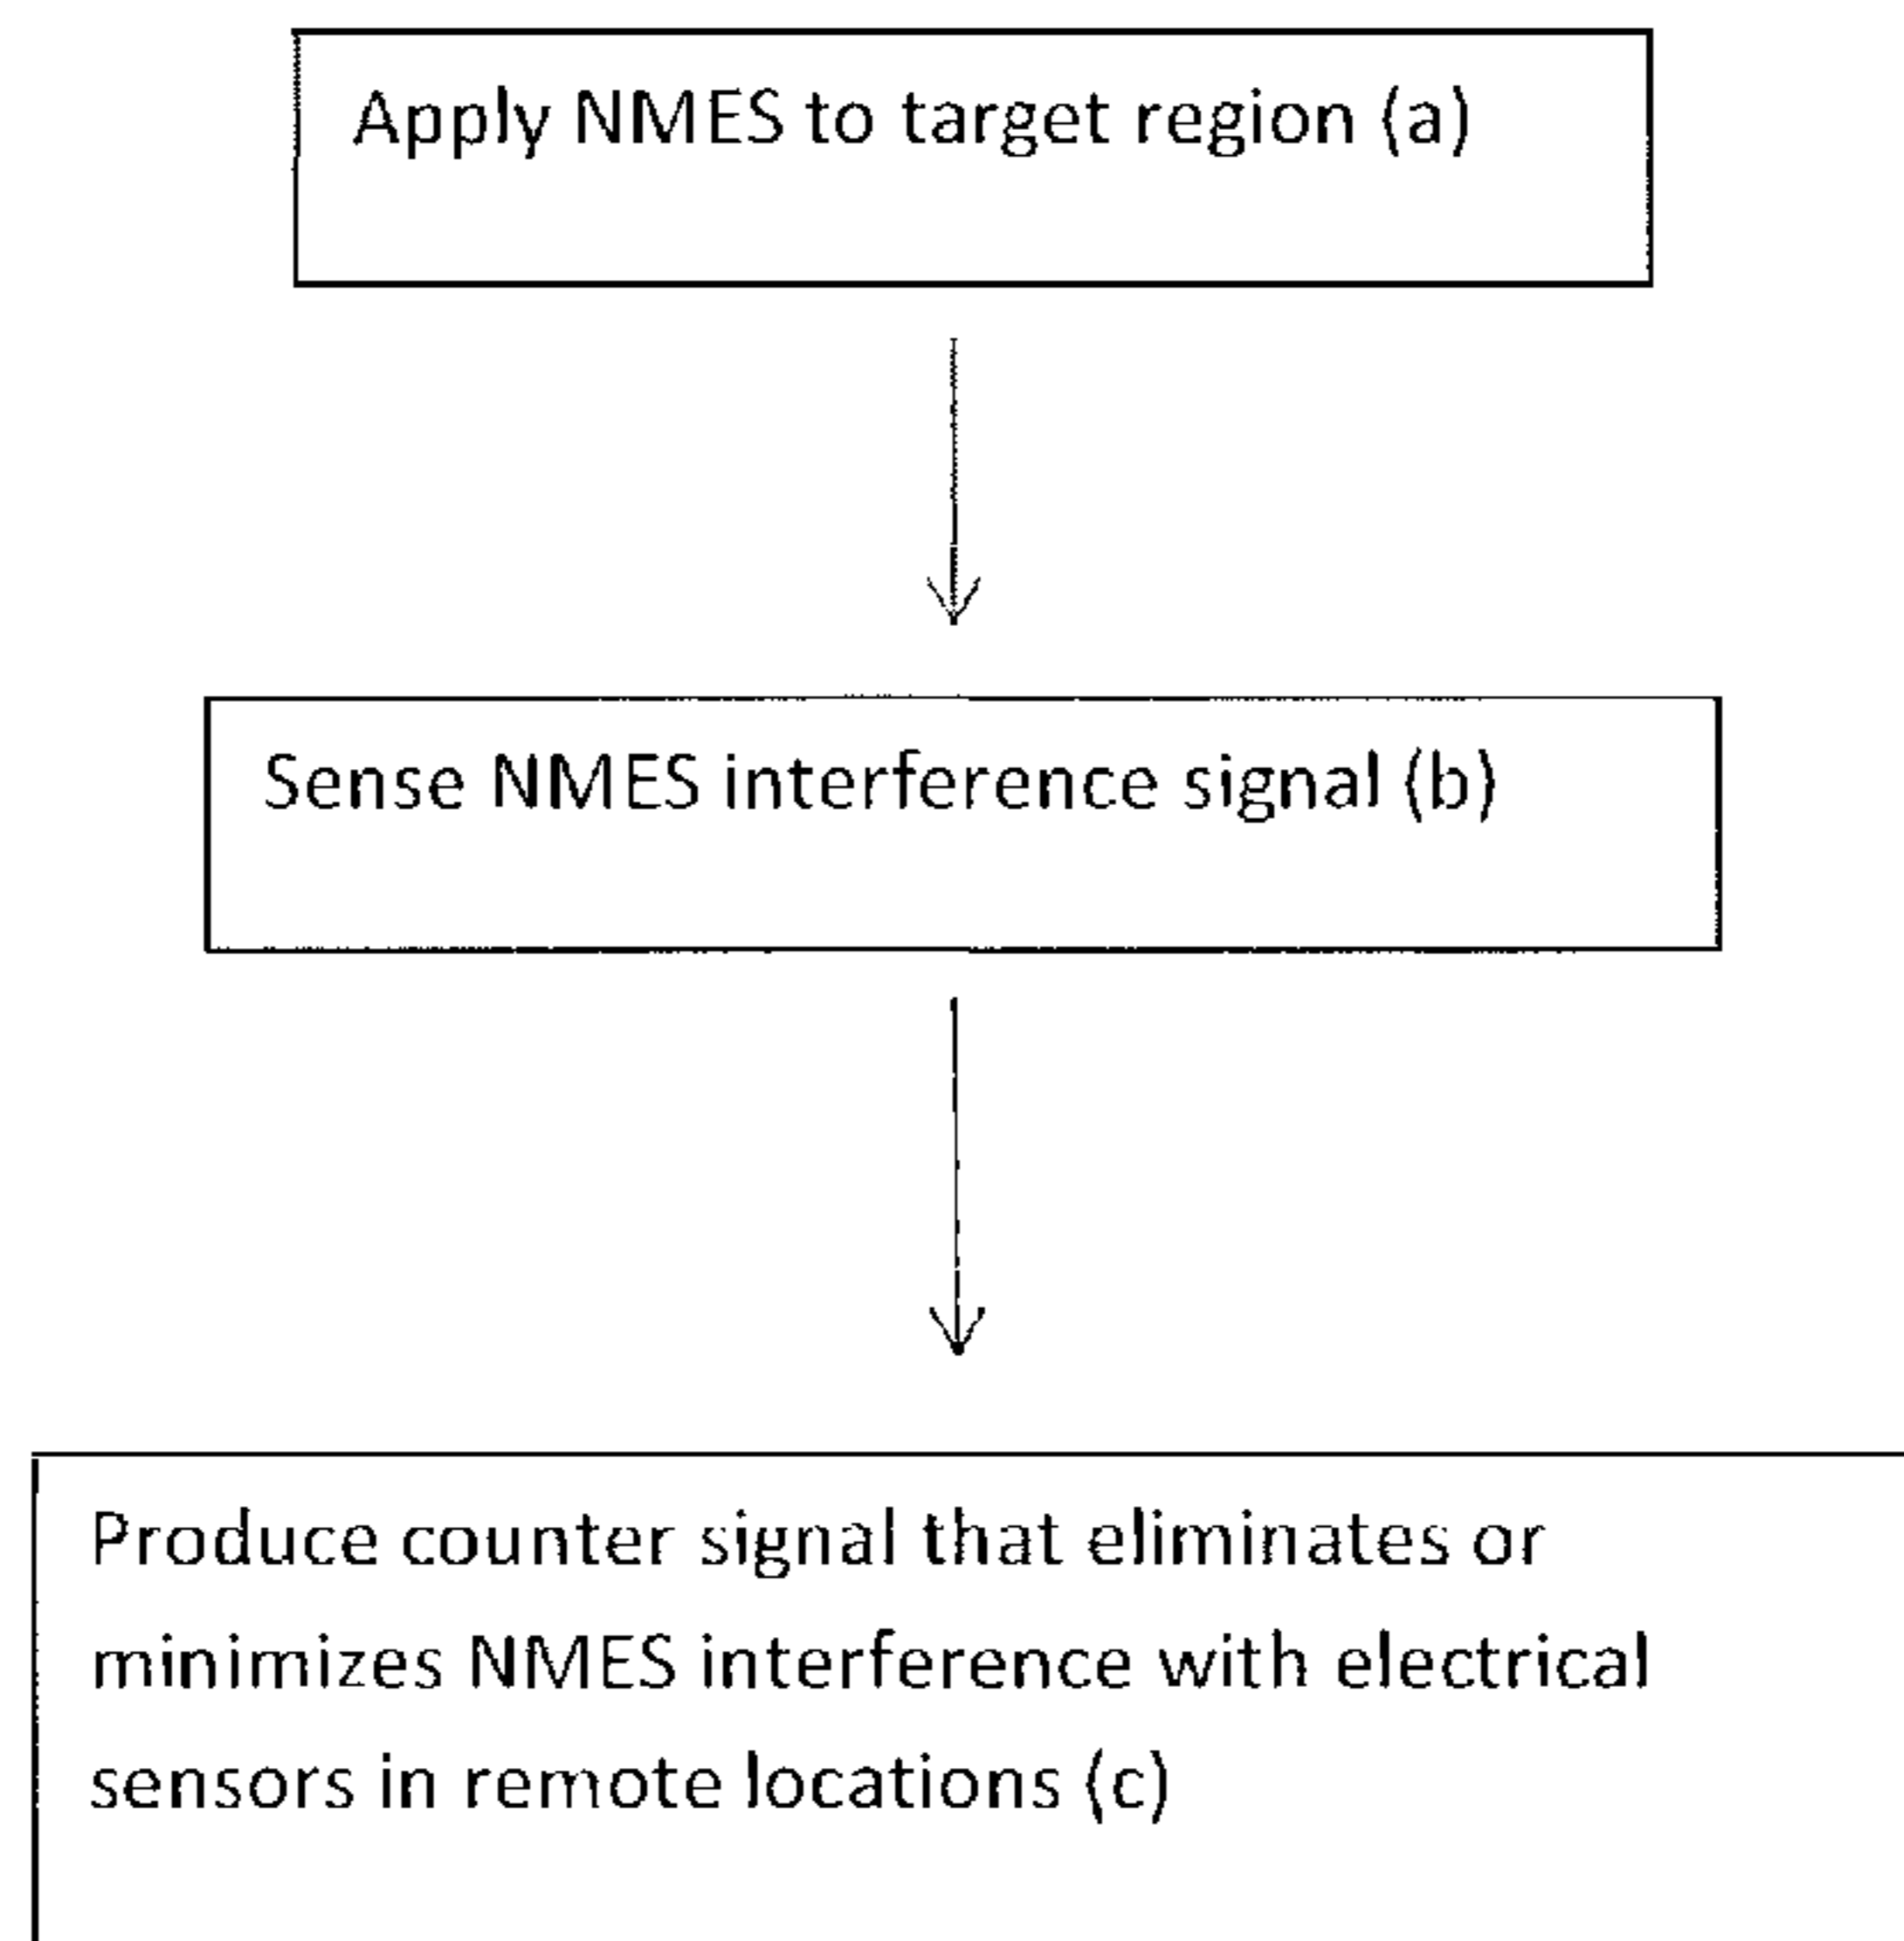 Apply NMES to target region (a)
Sense NMES interference signal (b)
Produce counter signal that eliminates or
minimizes NMES interference with electrical
sensors in remote locations (c)